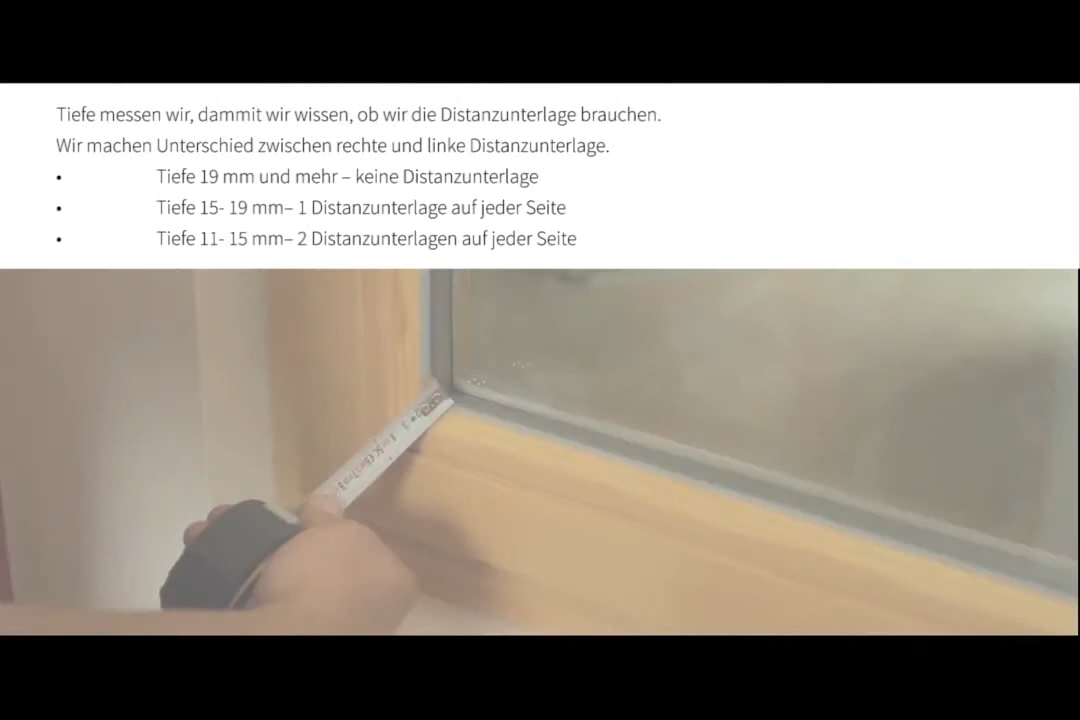 Tiefe messen wir, dammit wir wissen, ob wir die Distanzunterlage brauchen.
Wir machen Unterschied zwischen rechte und linke Distanzunterlage.
• Tiefe 19 mm und mehr – keine Distanzunterlage
• Tiefe 15- 19 mm– 1 Distanzunterlage auf jeder Seite
• Tiefe 11- 15 mm– 2 Distanzunterlagen auf jeder Seite